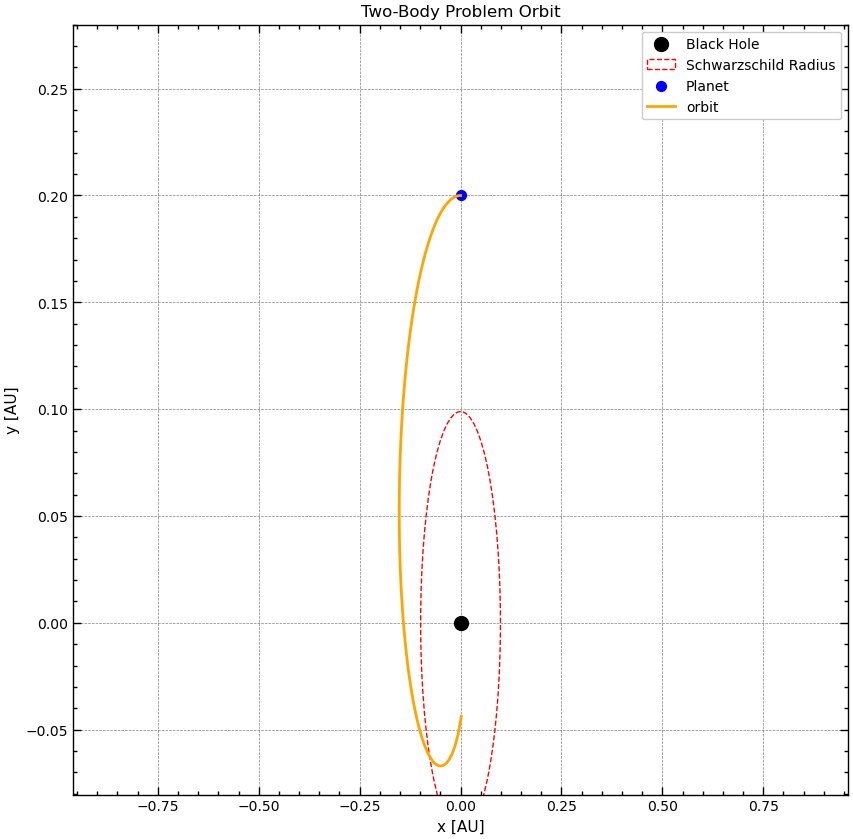 Two-Body Problem Orbit
Black Hole
Schwarzschild Radius
Planet
orbit
0.25
0.20
0.15
0.10
0.05
0.00
−0.05
y [AU]
−0.75 −0.50 −0.25 0.00 0.25 0.50 0.75
x [AU]